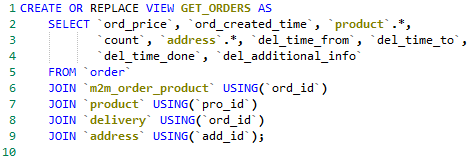 1 CREATE OR REPLACE VIEW GET_ORDERS AS
2 SELECT `ord_price`, `ord_created_time`, `product`.*,
3 `count`, `address`.*, `del_time_from`, `del_time_to`,
4 `del_time_done`, `del_additional_info`
5 FROM `order`
6 JOIN `m2m_order_product` USING(`ord_id`)
7 JOIN `product` USING(`pro_id`)
8 JOIN `delivery` USING(`ord_id`)
9 JOIN `address` USING(`add_id`);
10